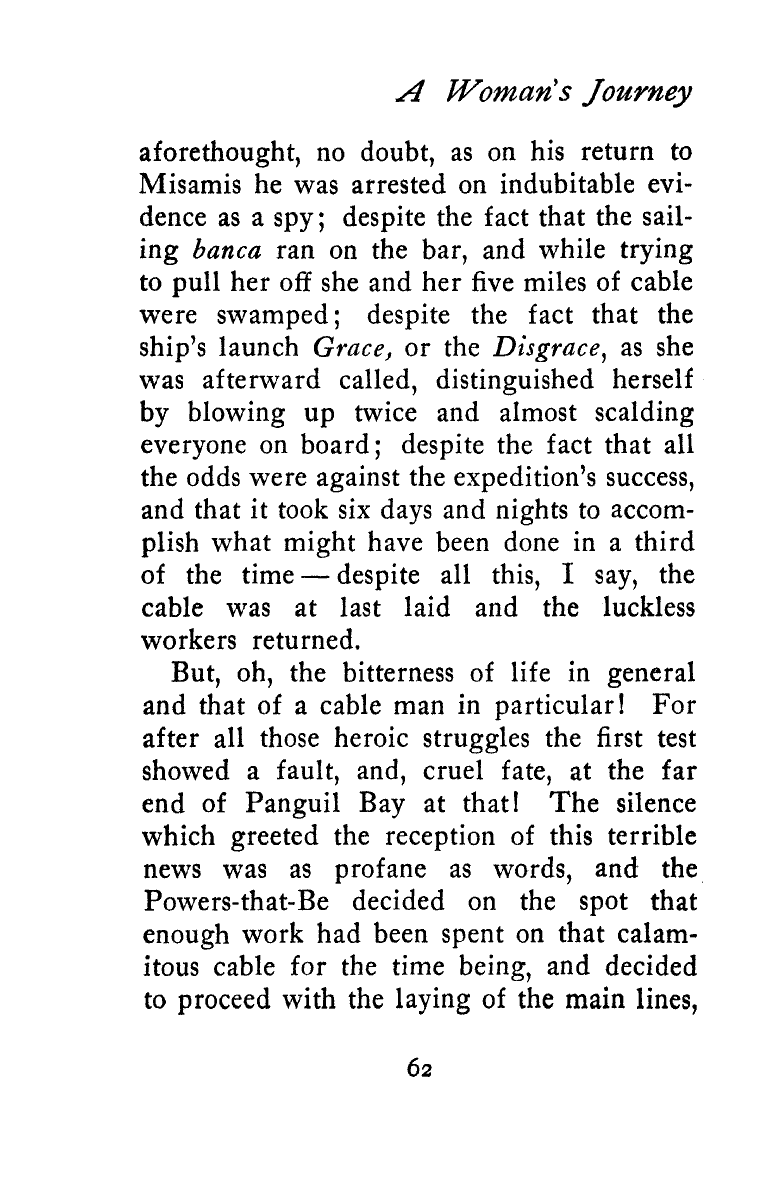 A Woman's Journey
aforethought, no doubt, as on his return to
Misamis he was arrested on indubitable evi-
dence as a spy; despite the fact that the sail-
ing banca ran on the bar, and while trying
to pull her off she and her five miles of cable
were swamped; despite the fact that the
ship's launch Grace, or the Disgrace, as she
was afterward called, distinguished herself
by blowing up twice and almost scalding
everyone on board; despite the fact that all
the odds were against the expedition's success,
and that it took six days and nights to accom-
plish what might have been done in a third
of the time — despite all this, I say, the
cable was at last laid and the luckless
workers returned.
But, oh, the bitterness of life in general
and that of a cable man in particular! For
after all those heroic struggles the first test
showed a fault, and, cruel fate, at the far
end of Panguil Bay at that! The silence
which greeted the reception of this terrible
news was as profane as words, and the
Powers-that-Be decided on the spot that
enough work had been spent on that calam-
itous cable for the time being, and decided
to proceed with the laying of the main lines,
62